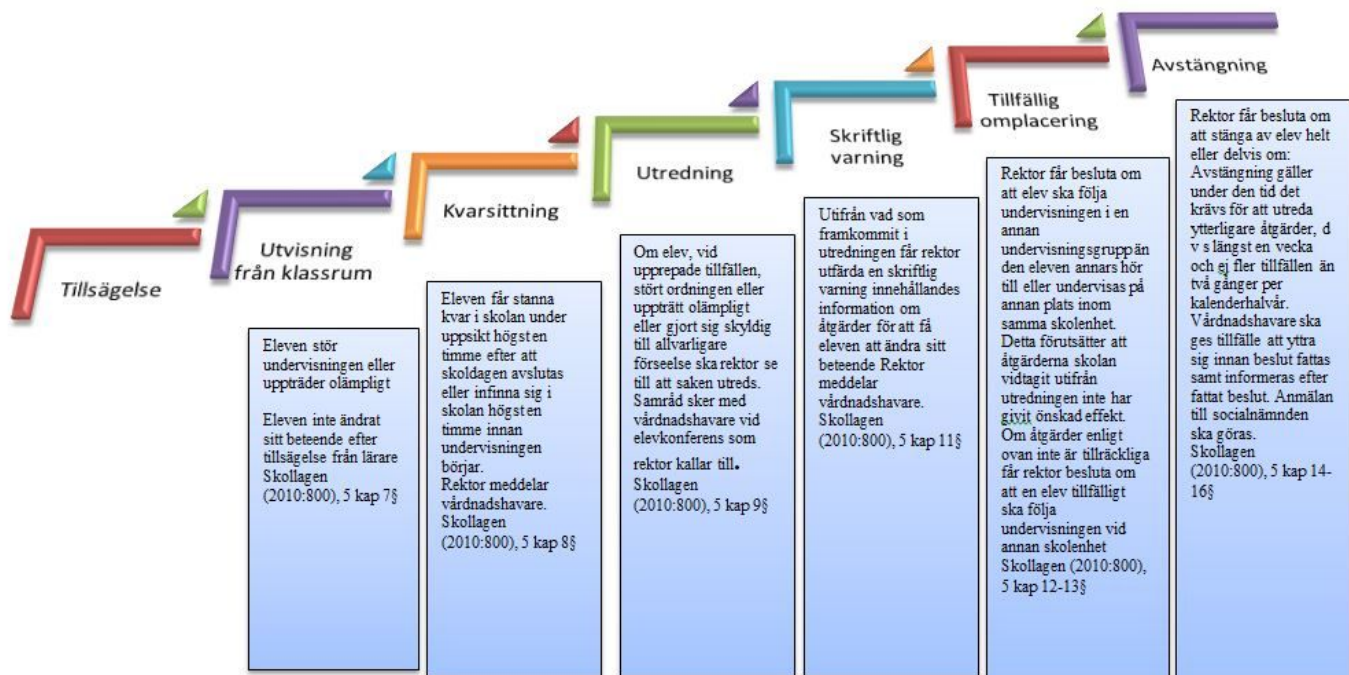 Tillsägelse
Utvisning
från klassrum
Eleven stör
undervisningen eller
uppträder olämpligt
Eleven inte ändrat
sitt beteende efter
tillsägelse från lärare
Skollagen
(2010:800), 5 kap 7§
Kvarsittning
Eleven får stanna
kvar i skolan under
uppsikt högsten
timme efter att
skoldagen avslutas
eller infinna sig i
skolan högsten
timme innan
undervisningen
börjar.
Rektor meddelar
vårdnadshavare.
Skollagen
(2010:800), 5 kap 8§
Utredning
Om elev, vid
upprepade tillfällen,
stört ordningen eller
uppträtt olämpligt
eller gjort sig skyldig
till allvarligare
förseelse ska rektor se
till att saken utreds.
Samråd sker med
vårdnadshavare vid
elevkonferens som
rektor kallar till.
Skollagen
(2010:800), 5 kap 9§
Skriftlig
varning
Utifrån vad som
framkommit i
utredningen får rektor
utfärda en skriftlig
varning innehållandes
information om
åtgärder för att få
eleven att ändra sitt
beteende Rektor
meddelar
vårdnadshavare.
Skollagen
(2010:800), 5 kap 11§
Tillfällig
omplacering
Rektor får besluta om
att elev ska följa
undervisningen i en
annan
undervisningsgruppän
den eleven annars hör
till eller undervisas på
annan plats inom
samma skolenhet.
Detta förutsätter att
åtgärderna skolan
vidtagit utifrån
utredningen inte har
givit önskad effekt.
Om åtgärder enligt
ovan inte är tillräckliga
får rektor besluta om
att en elev tillfälligt
ska följa
undervisningen vid
annan skolenhet
Skollagen (2010:800),
5 kap 12-13§
Avstängning
Rektor får besluta om
att stänga av elev helt
eller delvis om:
Avstängning gäller
under den tid det
krävs för att utreda
ytterligare åtgärder, d
v s längst en vecka
och ej fler tillfällen än
två gånger per
kalenderhalvår.
Vårdnadshavare ska
ges tillfälle att yttra
sig innan beslut fattas
samt informeras efter
fattat beslut. Anmälan
till socialnämnden
ska göras.
Skollagen
(2010:800), 5 kap 14-
16§